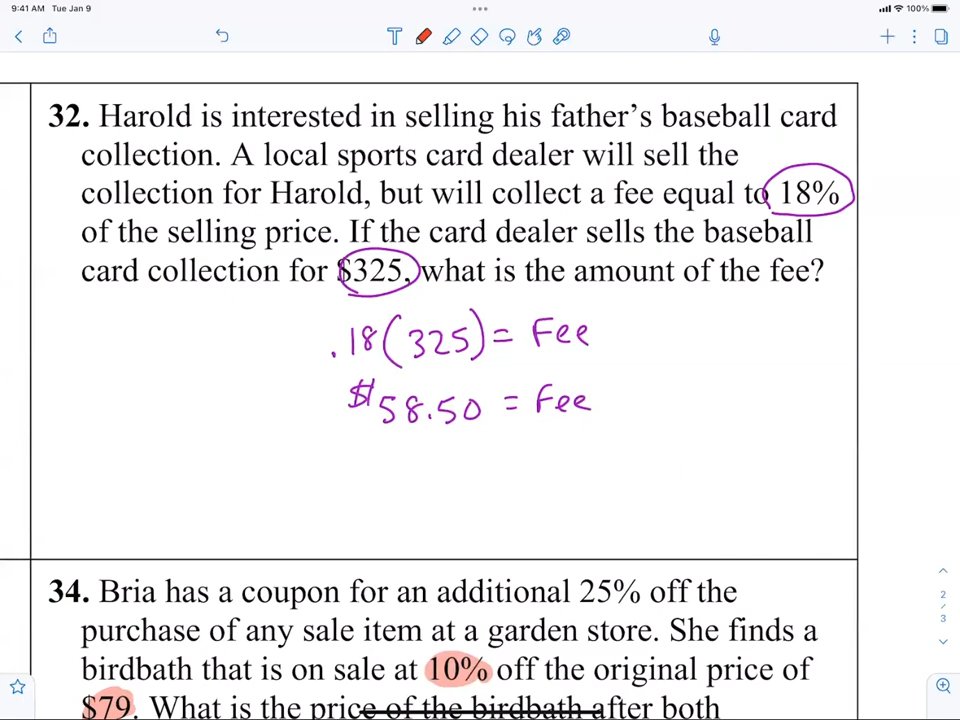 9:41 AM Tue Jan 9
100%
32. Harold is interested in selling his father's baseball card
collection. A local sports card dealer will sell the
collection for Harold, but will collect a fee equal to 18%
of the selling price. If the card dealer sells the baseball
card collection for $325, what is the amount of the fee?
.18(325) = Fee
$58.50 = Fee
34. Bria has a coupon for an additional 25% off the
purchase of any sale item at a garden store. She finds a
birdbath that is on sale at 10% off the original price of
$79. What is the price of the birdbath after both
2
/
3